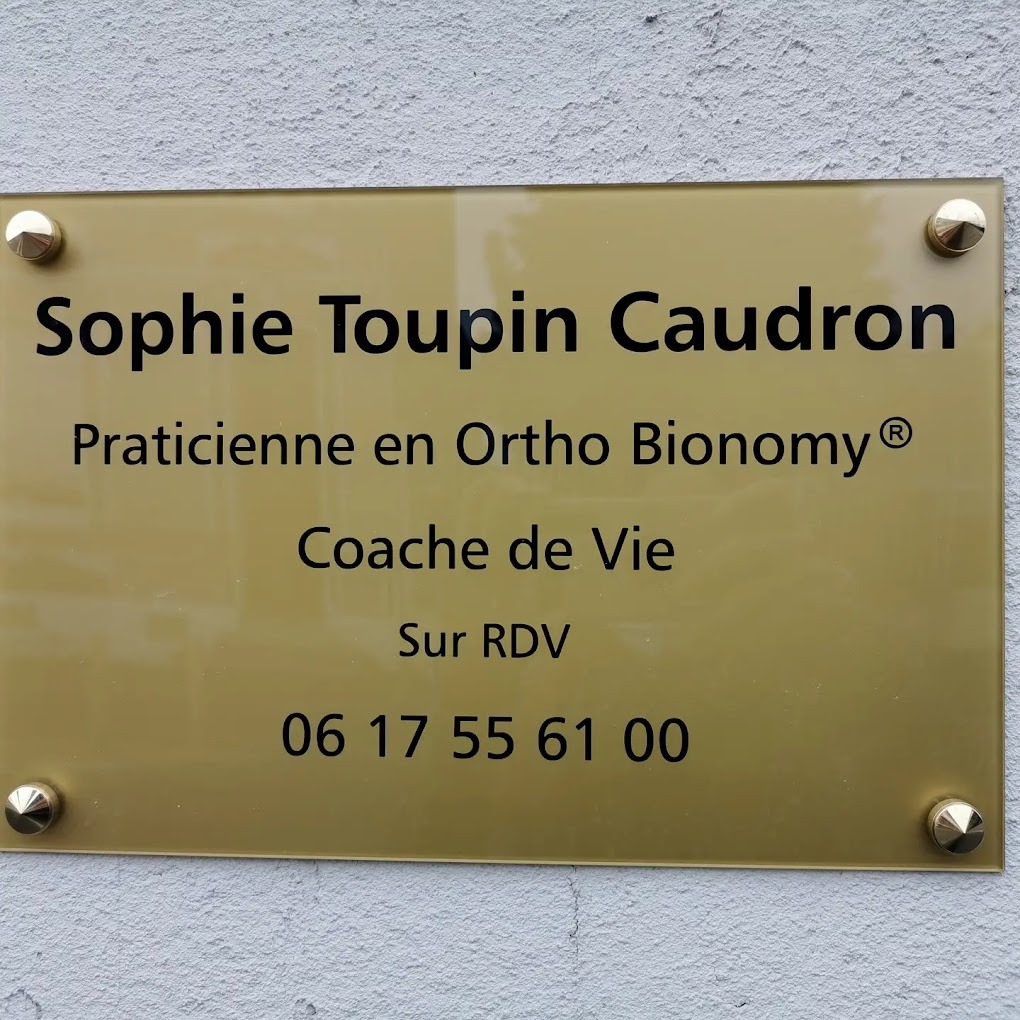 Sophie Toupin Caudron
Praticienne en Ortho Bionomy®
Coache de Vie
Sur RDV
06 17 55 61 00